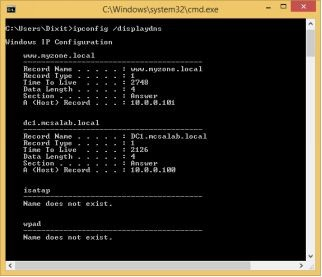 C:\Windows\system32\cmd.exe
C:\Users\Dixit>ipconfig /displaydns
Windows IP Configuration
www.myzone.local
----------------------------------------
Record Name . . . . . : www.myzone.local
Record Type . . . . . : 1
Time To Live . . . . : 2748
Data Length . . . . . : 4
Section . . . . . . . : Answer
A (Host) Record . . . : 10.0.0.101
dc1.mcsalab.local
----------------------------------------
Record Name . . . . . : DC1.mcsalab.local
Record Type . . . . . : 1
Time To Live . . . . : 2126
Data Length . . . . . : 4
Section . . . . . . . : Answer
A (Host) Record . . . : 10.0.0.100
isatap
----------------------------------------
Name does not exist.
wpad
----------------------------------------
Name does not exist.